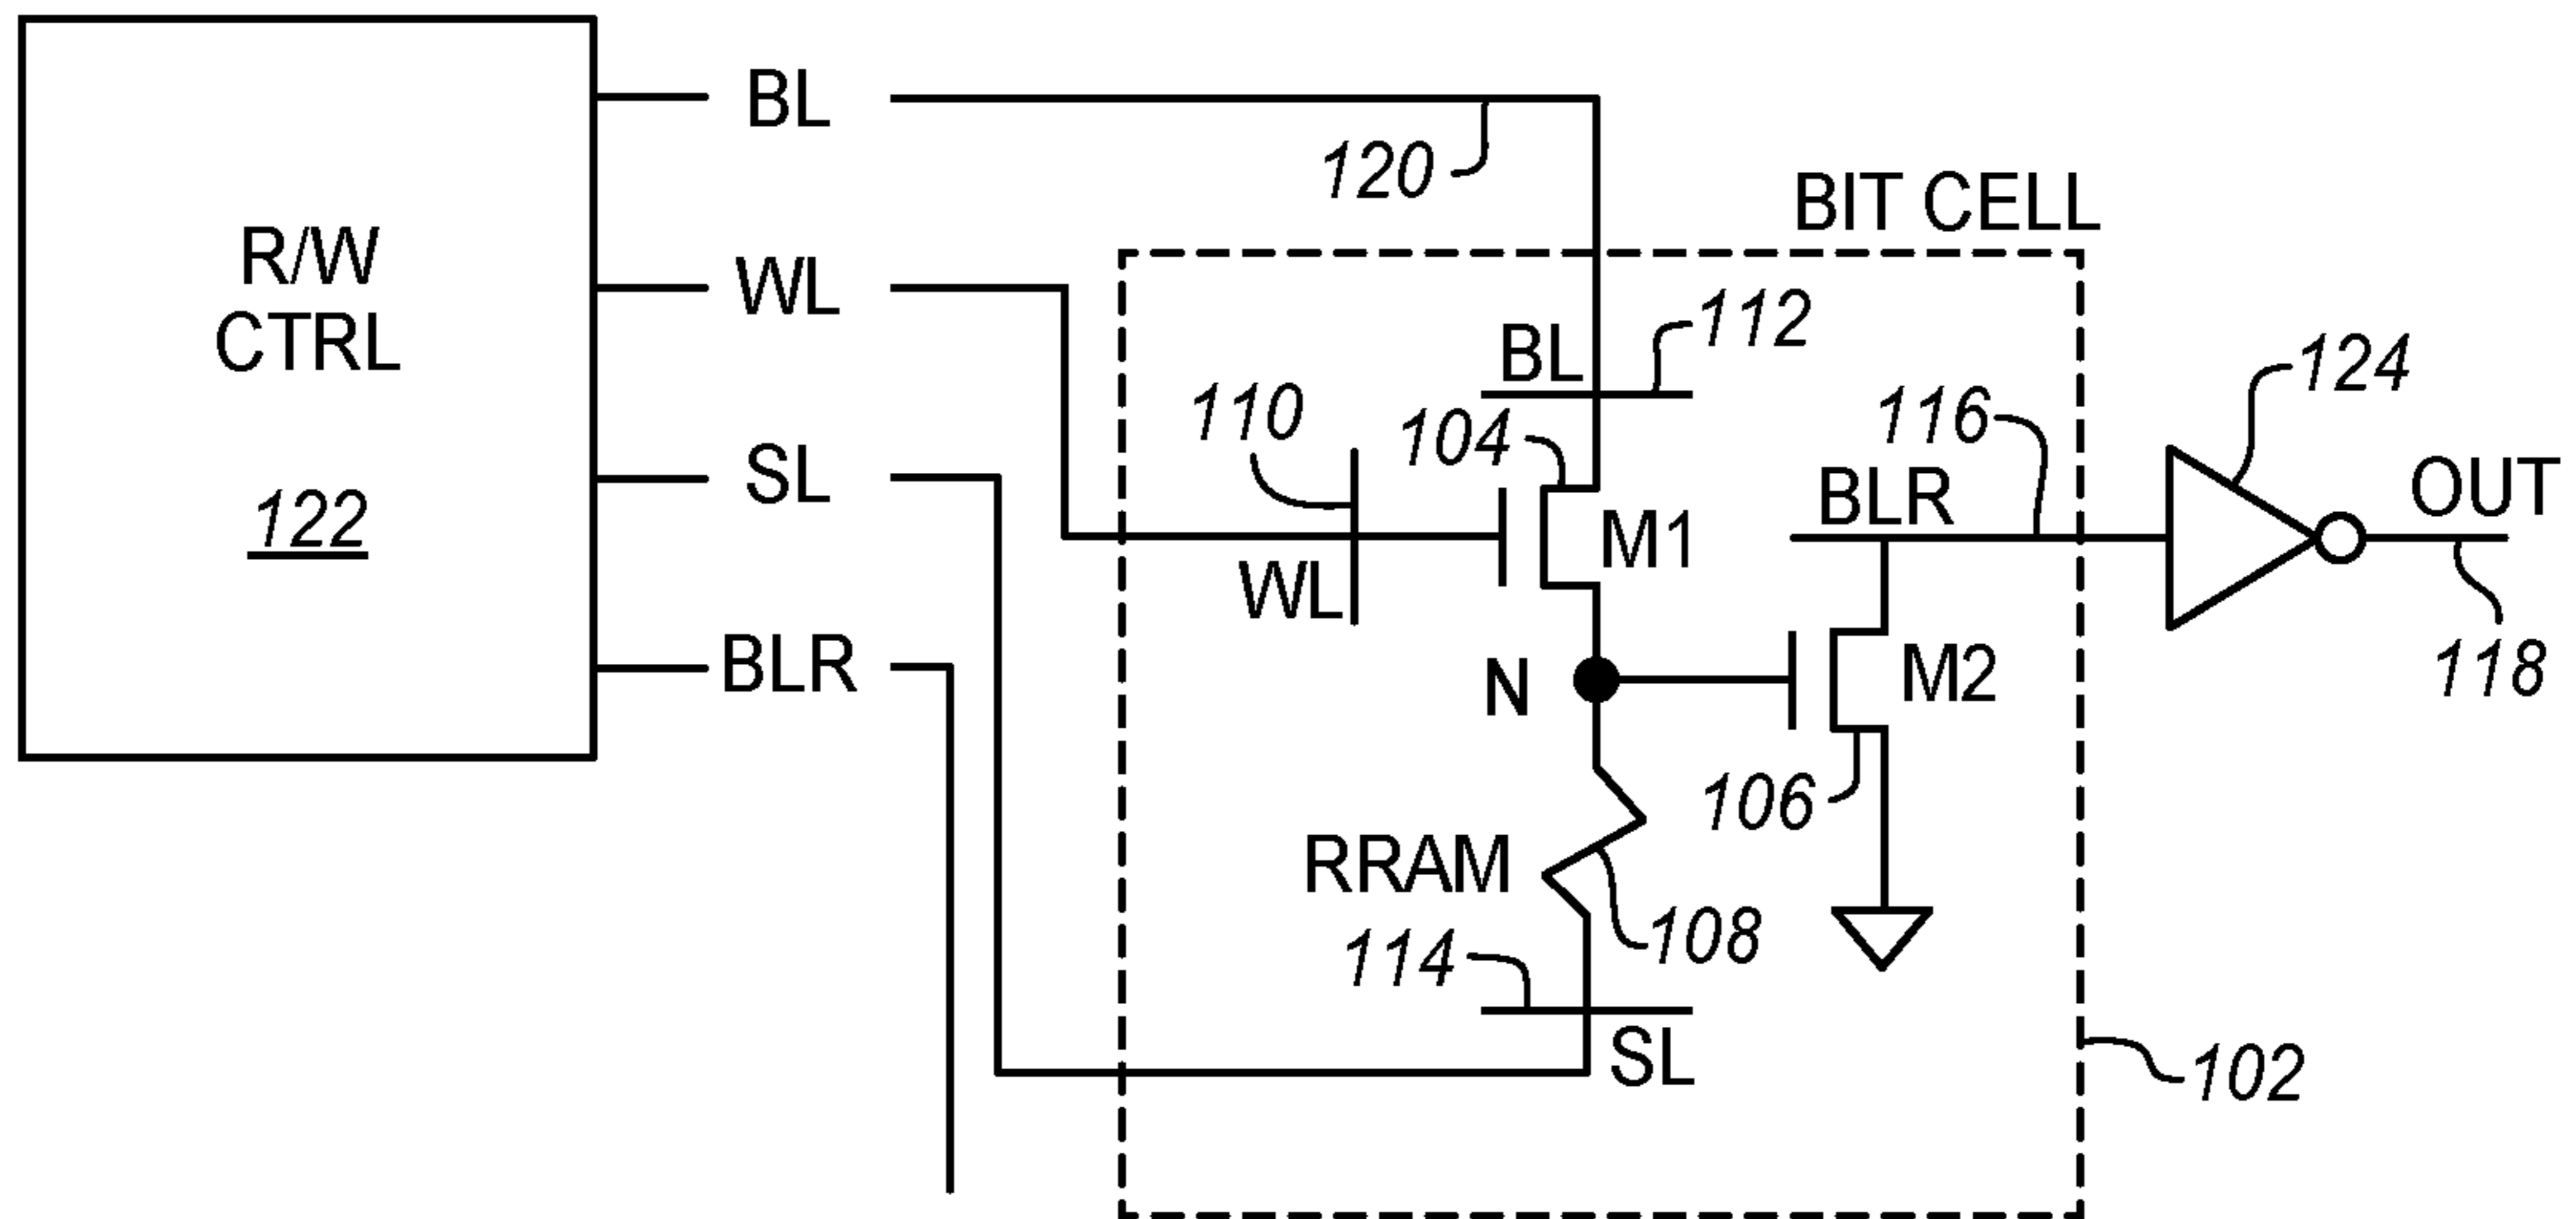 R/W
CTRL
122
BL
WL
SL
BLR
120
BIT CELL
BL
112
110
104
WL
M1
116
BLR
124
OUT
118
N
M2
106
RRAM
108
114
SL
102